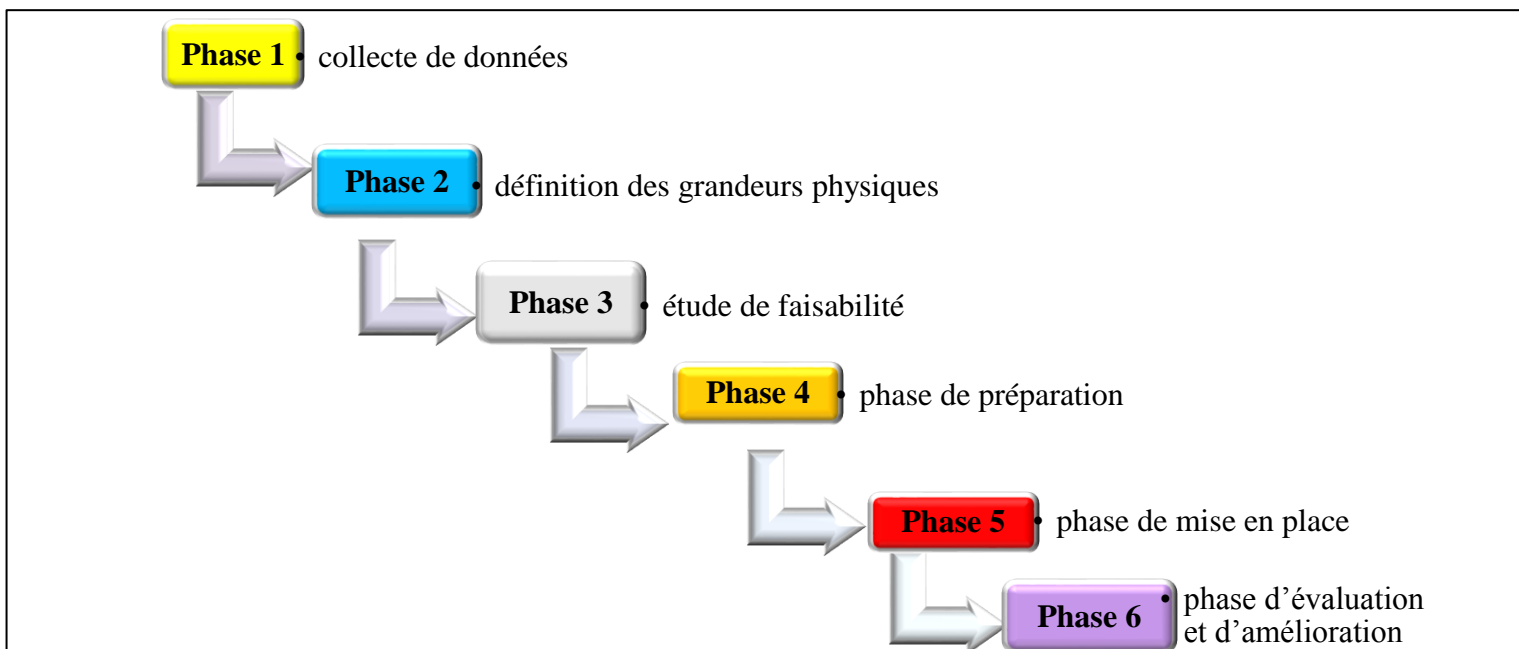 Phase 1 • collecte de données
Phase 2 • définition des grandeurs physiques
Phase 3 • étude de faisabilité
Phase 4 • phase de préparation
Phase 5 • phase de mise en place
Phase 6 • phase d’évaluation
et d’amélioration